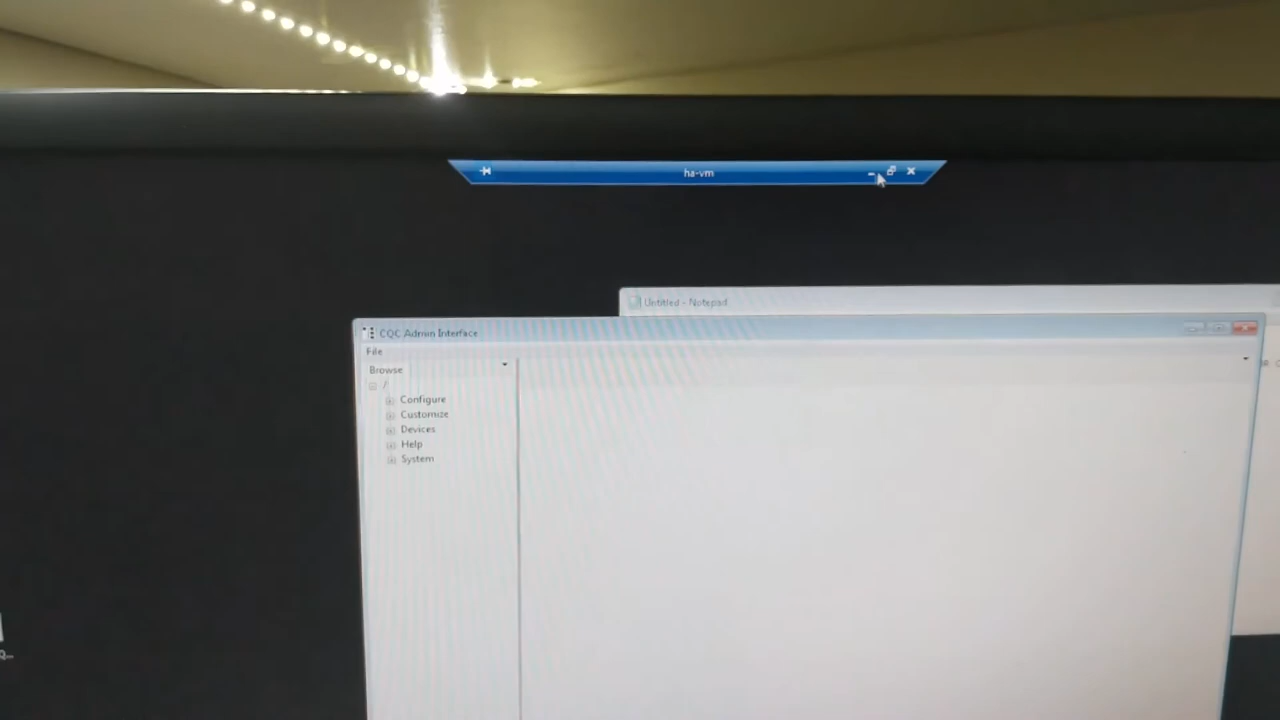 ha-vm
Untitled - Notepad
CQC Admin Interface
File
Browse
/
Configure
Customize
Devices
Help
System